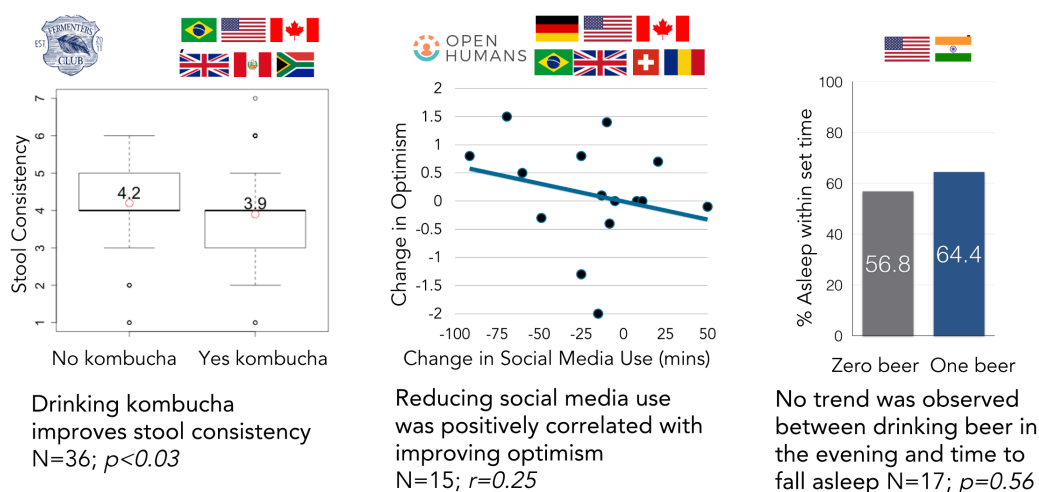 FERMENTERS
CLUB
EST.
20
11
7
6
5
4
3
2
1
Stool Consistency
4.2
3.9
No kombucha
Yes kombucha
Drinking kombucha
improves stool consistency
N=36; p<0.03
OPEN
HUMANS
2
1.5
1
0.5
0
-0.5
-1
-1.5
-2
Change in Optimism
-100
-75
-50
-25
0
25
50
Change in Social Media Use (mins)
Reducing social media use
was positively correlated with
improving optimism
N=15; r=0.25
100
80
60
40
20
0
% Asleep within set time
56.8
64.4
Zero beer
One beer
No trend was observed
between drinking beer in
the evening and time to
fall asleep N=17; p=0.56